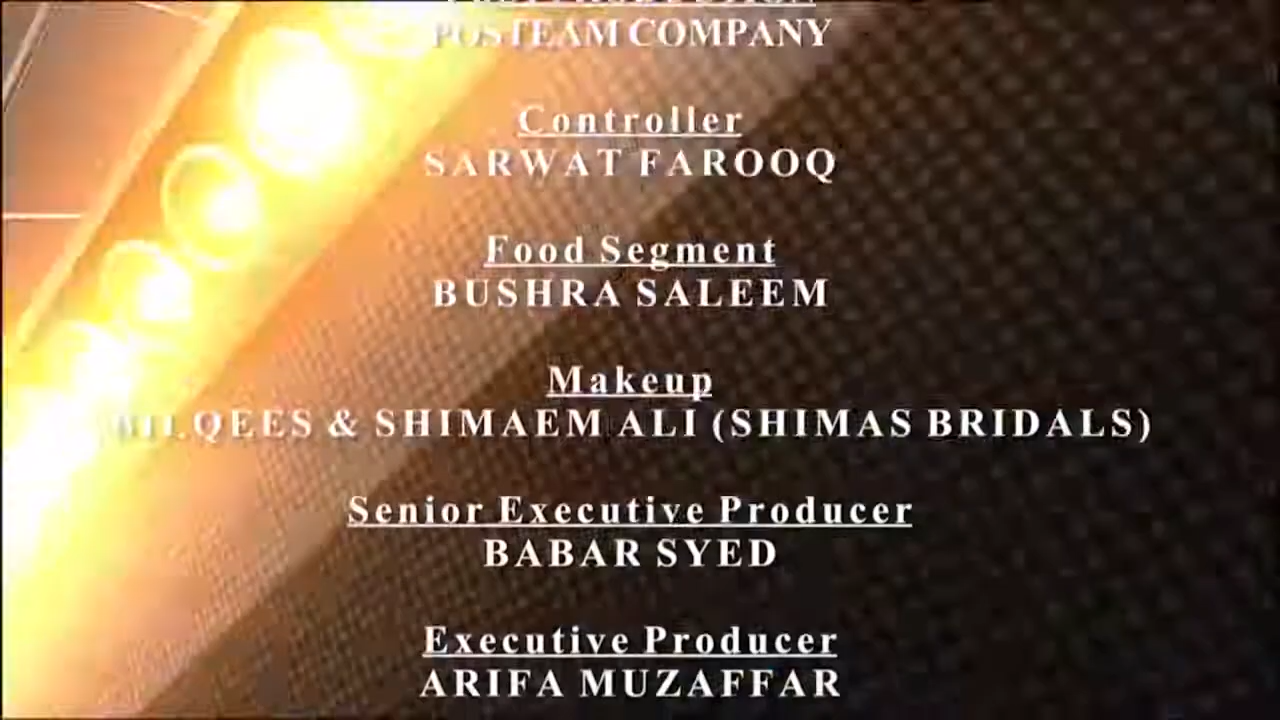 POSTEAM COMPANY
Controller
SARWAT FAROOQ
Food Segment
BUSHRA SALEEM
Makeup
BILQEES & SHIMAEM ALI (SHIMAS BRIDALS)
Senior Executive Producer
BABAR SYED
Executive Producer
ARIFA MUZAFFAR